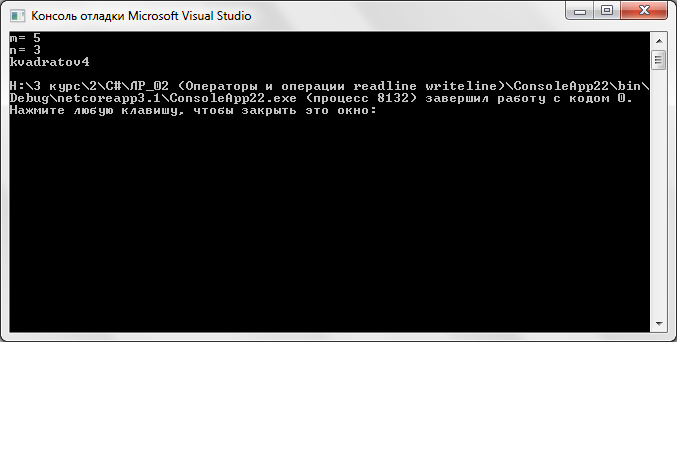 Консоль отладки Microsoft Visual Studio
m= 5
n= 3
kvadratov4
H:\3 курс\2\C#\ЛР_02 (Операторы и операции readline writeline)\ConsoleApp22\bin\
Debug\netcoreapp3.1\ConsoleApp22.exe (процесс 8132) завершил работу с кодом 0.
Нажмите любую клавишу, чтобы закрыть это окно: